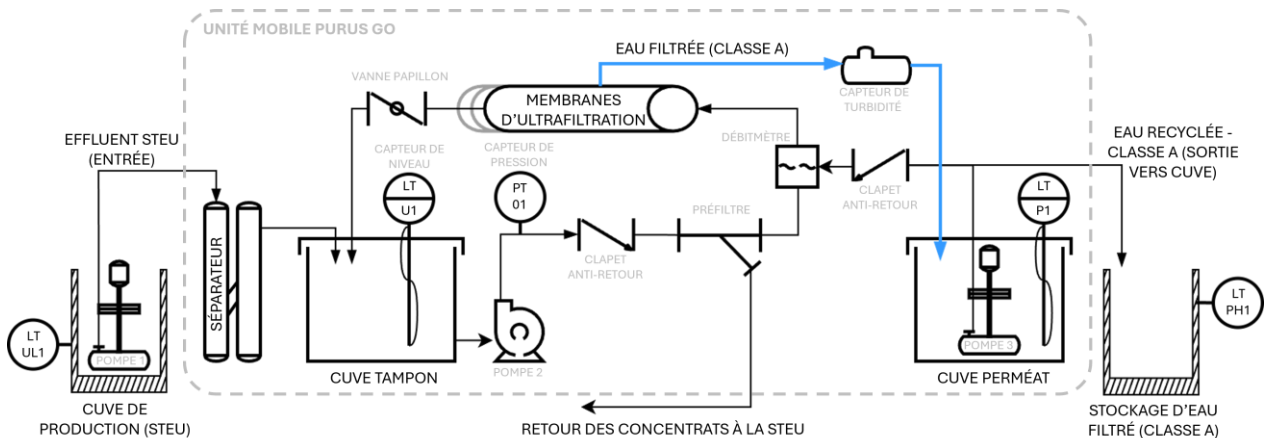 UNITÉ MOBILE PURUS GO
EAU FILTRÉE (CLASSE A)
VANNE PAPILLON
MEMBRANES
D'ULTRAFILTRATION
CAPTEUR DE
TURBIDITÉ
DÉBITMÈTRE
EFFLUENT STEU
(ENTRÉE)
CAPTEUR DE
NIVEAU
CAPTEUR DE
PRESSION
EAU RECYCLÉE -
CLASSE A (SORTIE
VERS CUVE)
LT
U1
PT
01
CLAPET
ANTI-RETOUR
LT
P1
PRÉFILTRE
CLAPET
ANTI-RETOUR
SÉPARATEUR
LT
UL1
POMPE 1
POMPE 2
POMPE 3
LT
PH1
CUVE TAMPON
CUVE PERMÉAT
CUVE DE
PRODUCTION (STEU)
RETOUR DES CONCENTRATS À LA STEU
STOCKAGE D'EAU
FILTRÉ (CLASSE A)